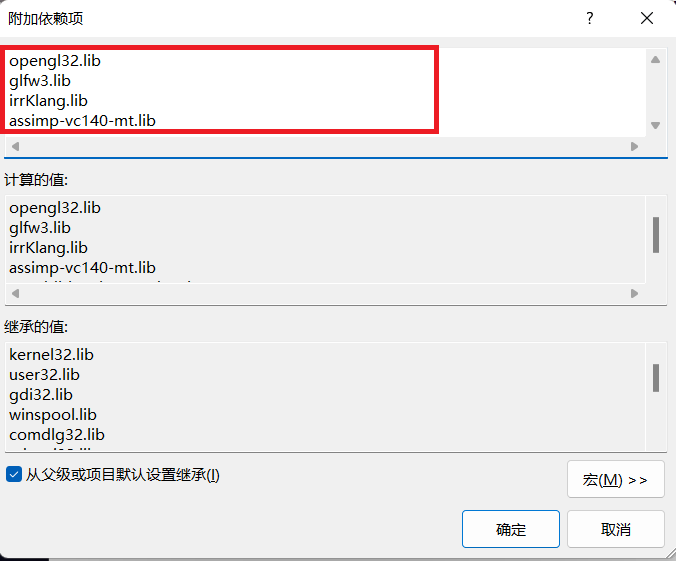 附加依赖项
opengl32.lib
glfw3.lib
irrKlang.lib
assimp-vc140-mt.lib
计算的值:
opengl32.lib
glfw3.lib
irrKlang.lib
assimp-vc140-mt.lib
继承的值:
kernel32.lib
user32.lib
gdi32.lib
winspool.lib
comdlg32.lib
从父级或项目默认设置继承(I)
宏(M) >>
确定
取消